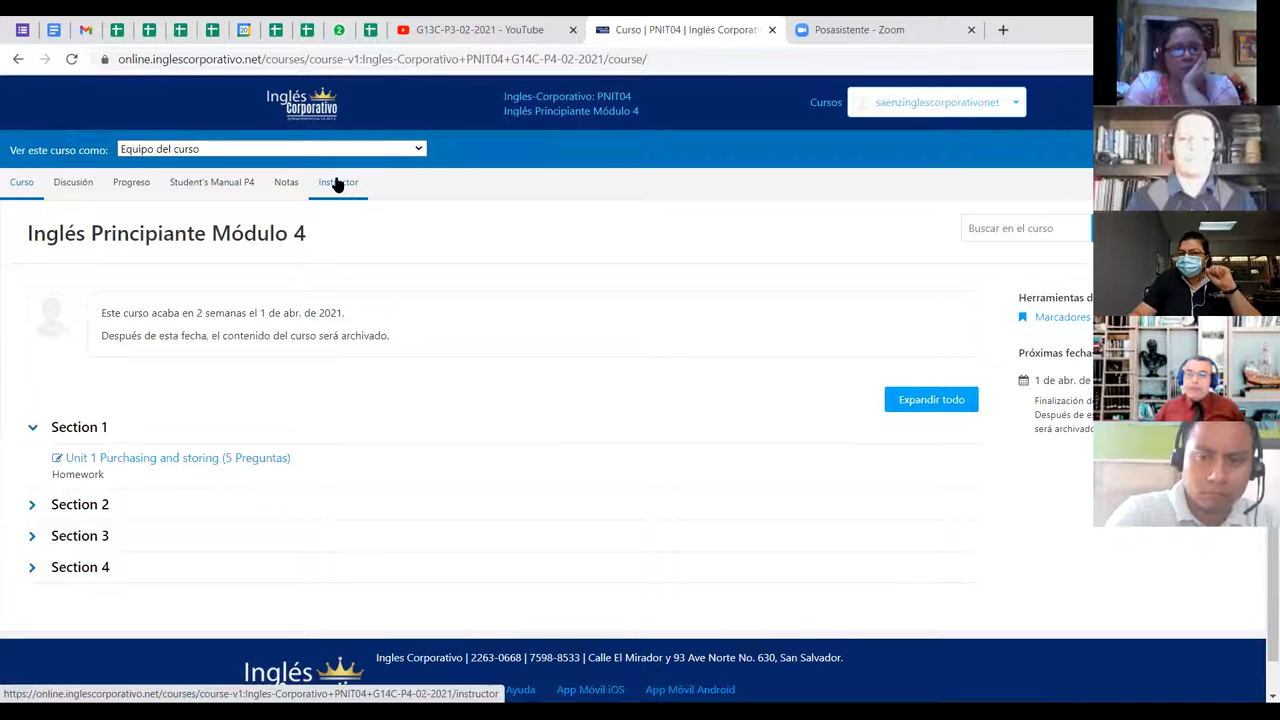 G13C-P3-02-2021 - YouTube
Curso | PNIT04 | Inglés Corporat
Posasistente - Zoom
online.inglescorporativo.net/courses/course-v1:Ingles-Corporativo+PNIT04+G14C-P4-02-2021/course/
Inglés
Corporativo
Ingles-Corporativo: PNIT04
Inglés Principiante Módulo 4
Cursos
saenzinglescorporativonet
Ver este curso como:
Equipo del curso
Curso
Discusión
Progreso
Student's Manual P4
Notas
Instructor
Inglés Principiante Módulo 4
Buscar en el curso
Este curso acaba en 2 semanas el 1 de abr. de 2021.
Después de esta fecha, el contenido del curso será archivado.
Herramientas d
Marcadores
Próximas fecha
1 de abr. de
Finalización d
Después de es
será archivado
Expandir todo
Section 1
Unit 1 Purchasing and storing (5 Preguntas)
Homework
Section 2
Section 3
Section 4
Inglés
Ingles Corporativo | 2263-0668 | 7598-8533 | Calle El Mirador y 93 Ave Norte No. 630, San Salvador.
https://online.inglescorporativo.net/courses/course-v1:Ingles-Corporativo+PNIT04+G14C-P4-02-2021/instructor
Ayuda
App Móvil iOS
App Móvil Android